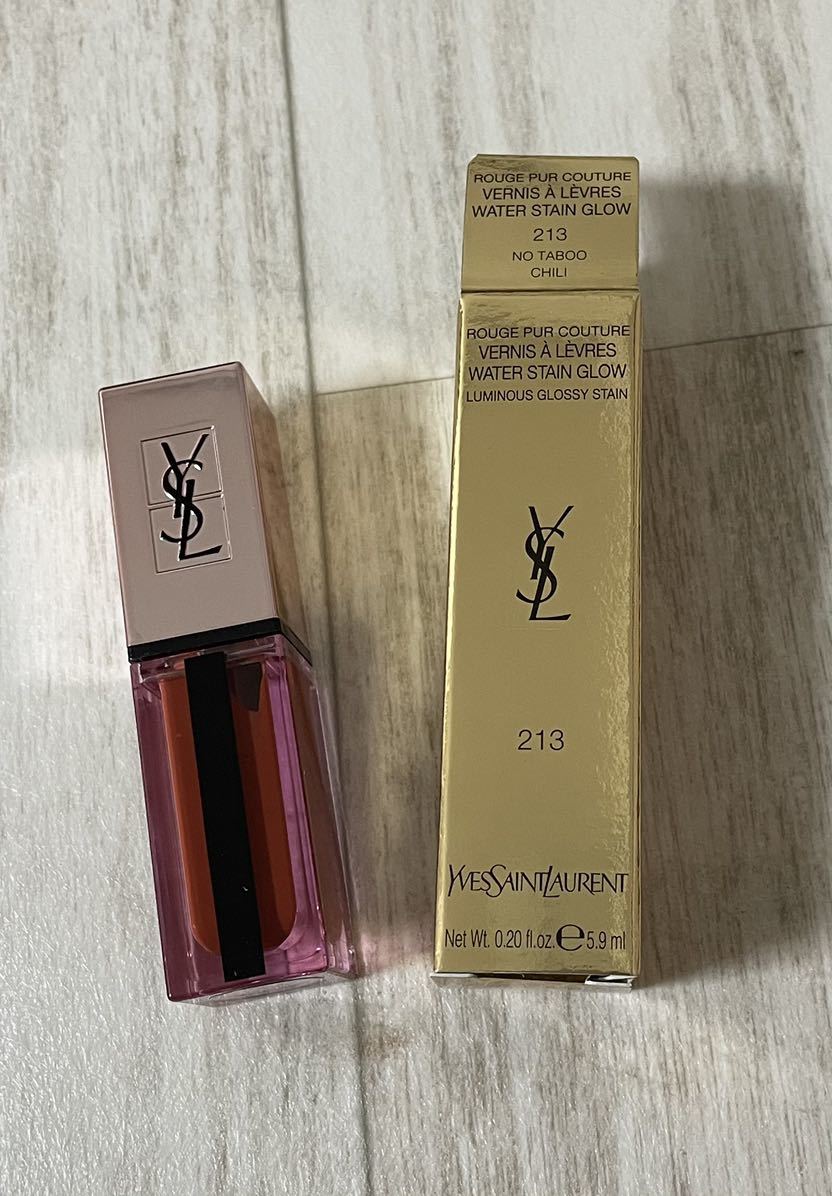 ROUGE PUR COUTURE
VERNIS À LÈVRES
WATER STAIN GLOW
213
NO TABOO
CHILI
ROUGE PUR COUTURE
VERNIS À LÈVRES
WATER STAIN GLOW
LUMINOUS GLOSSY STAIN
YSL
213
YVESSAINTLAURENT
Net Wt. 0.20 fl.oz. e 5.9 ml
YSL